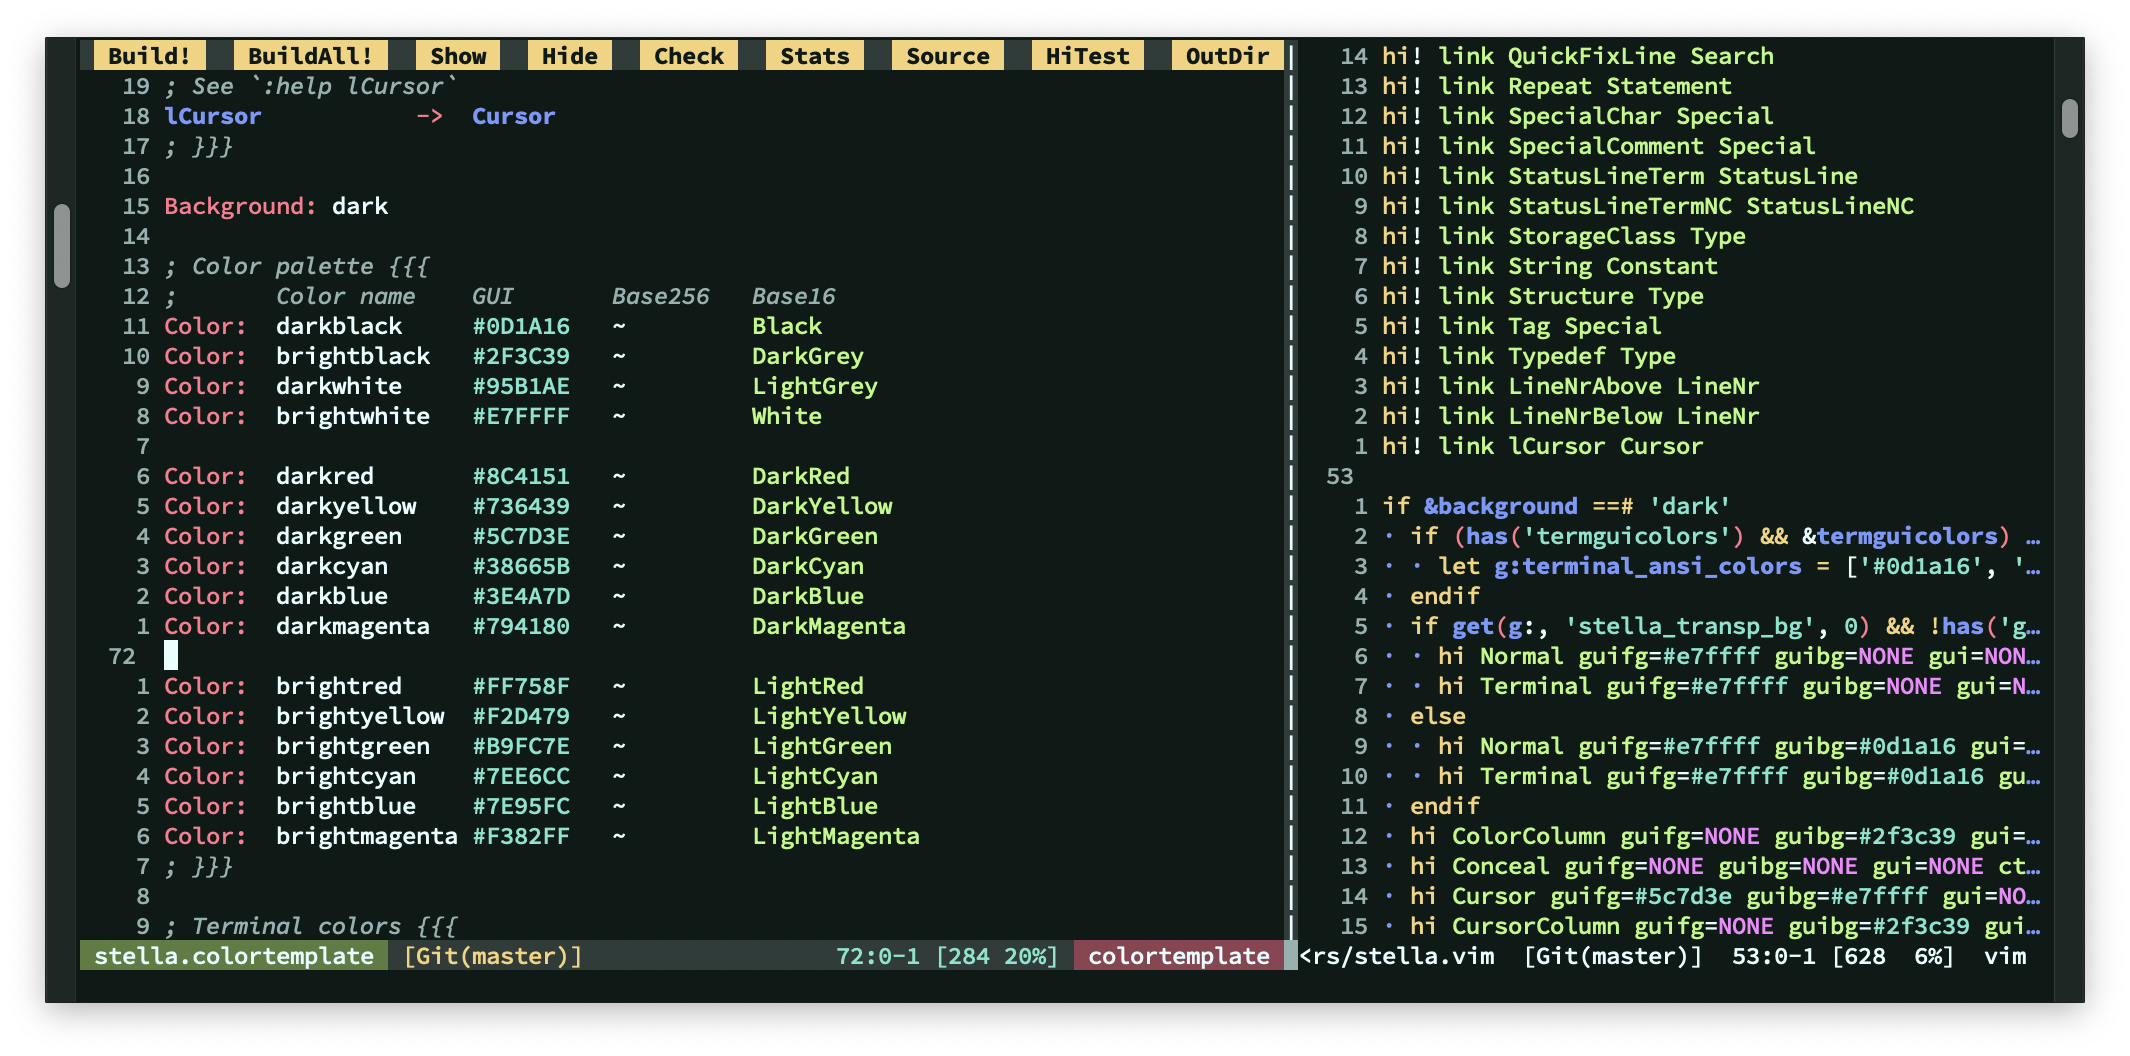 Build! BuildAll! Show Hide Check Stats Source HiTest OutDir
19 ; See `:help lCursor`
18 lCursor -> Cursor
17 ; }}}
16
15 Background: dark
14
13 ; Color palette {{{
12 ; Color name GUI Base256 Base16
11 Color: darkblack #0D1A16 ~ Black
10 Color: brightblack #2F3C39 ~ DarkGrey
9 Color: darkwhite #95B1AE ~ LightGrey
8 Color: brightwhite #E7FFFF ~ White
7
6 Color: darkred #8C4151 ~ DarkRed
5 Color: darkyellow #736439 ~ DarkYellow
4 Color: darkgreen #5C7D3E ~ DarkGreen
3 Color: darkcyan #38665B ~ DarkCyan
2 Color: darkblue #3E4A7D ~ DarkBlue
1 Color: darkmagenta #794180 ~ DarkMagenta
72
1 Color: brightred #FF758F ~ LightRed
2 Color: brightyellow #F2D479 ~ LightYellow
3 Color: brightgreen #B9FC7E ~ LightGreen
4 Color: brightcyan #7EE6CC ~ LightCyan
5 Color: brightblue #7E95FC ~ LightBlue
6 Color: brightmagenta #F382FF ~ LightMagenta
7 ; }}}
8
9 ; Terminal colors {{{
stella.colortemplate [Git(master)] 72:0-1 [284 20%] colortemplate
14 hi! link QuickFixLine Search
13 hi! link Repeat Statement
12 hi! link SpecialChar Special
11 hi! link SpecialComment Special
10 hi! link StatusLineTerm StatusLine
9 hi! link StatusLineTermNC StatusLineNC
8 hi! link StorageClass Type
7 hi! link String Constant
6 hi! link Structure Type
5 hi! link Tag Special
4 hi! link Typedef Type
3 hi! link LineNrAbove LineNr
2 hi! link LineNrBelow LineNr
1 hi! link lCursor Cursor
53
1 if &background ==# 'dark'
2 · if (has('termguicolors') && &termguicolors) …
3 · · let g:terminal_ansi_colors = ['#0d1a16', '…
4 · endif
5 · if get(g:, 'stella_transp_bg', 0) && !has('g…
6 · · hi Normal guifg=#e7ffff guibg=NONE gui=NON…
7 · · hi Terminal guifg=#e7ffff guibg=NONE gui=N…
8 · else
9 · · hi Normal guifg=#e7ffff guibg=#0d1a16 gui=…
10 · · hi Terminal guifg=#e7ffff guibg=#0d1a16 gu…
11 · endif
12 · hi ColorColumn guifg=NONE guibg=#2f3c39 gui=…
13 · hi Conceal guifg=NONE guibg=NONE gui=NONE ct…
14 · hi Cursor guifg=#5c7d3e guibg=#e7ffff gui=NO…
15 · hi CursorColumn guifg=NONE guibg=#2f3c39 gui…
<rs/stella.vim [Git(master)] 53:0-1 [628 6%] vim